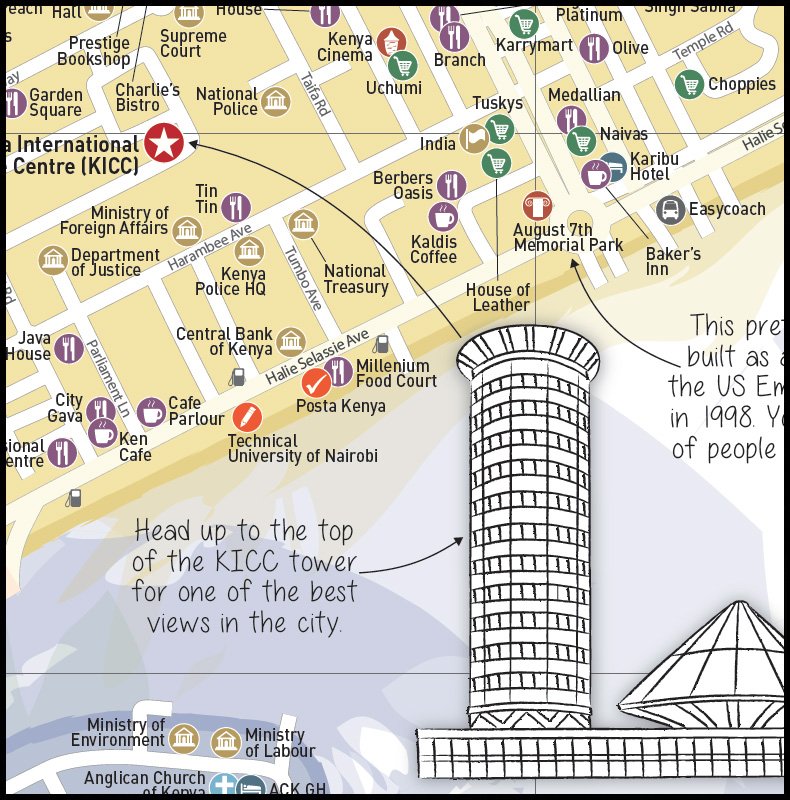 each
Hall
House
Platinum
Singh Sabha
Prestige
Bookshop
Supreme
Court
Kenya
Cinema
Branch
Karrymart
Olive
Temple Rd
Charlie's
Bistro
National
Police
Taifa Rd
Uchumi
Choppies
Garden
Square
Tuskys
Medallian
a International
Centre (KICC)
India
Naivas
Karibu
Hotel
Haile Se
Berbers
Oasis
Tin
Tin
Ministry of
Foreign Affairs
Kaldis
Coffee
August 7th
Memorial Park
Easycoach
Department
of Justice
Harambee Ave
Kenya
Police HQ
Tumbo Ave
National
Treasury
Baker's
Inn
House of
Leather
Rd
Java
House
Parliament Ln
Central Bank
of Kenya
Haile Selassie Ave
Millenium
Food Court
Posta Kenya
This pret
built as a
the US Em
in 1998. Yo
of people
City
Gava
Cafe
Parlour
Ken
Cafe
sional
entre
Technical
University of Nairobi
Head up to the top
of the KICC tower
for one of the best
views in the city.
Ministry of
Environment
Ministry
of Labour
Anglican Church
of Kenya
ACK GH